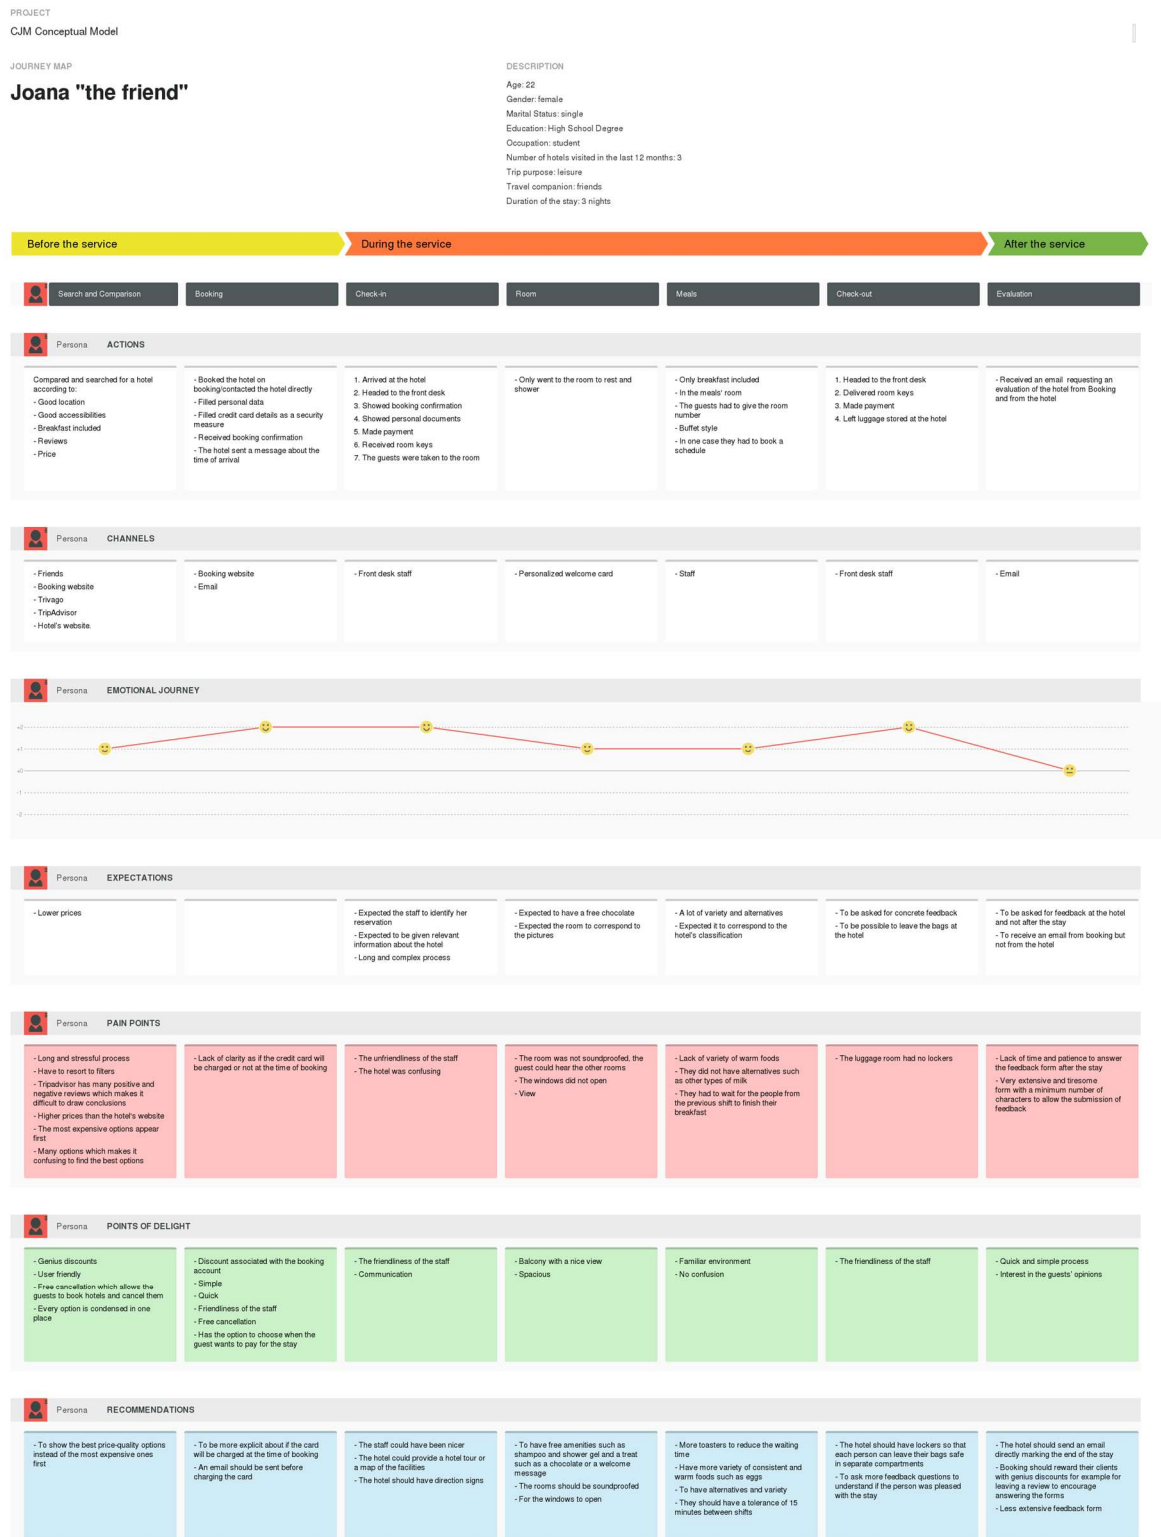 PROJECT
CJM Conceptual Model
JOURNEY MAP
Joana "the friend"
DESCRIPTION
Age: 22
Gender: female
Marital Status: single
Education: High School Degree
Occupation: student
Number of hotels visited in the last 12 months: 3
Trip purpose: leisure
Travel companion: friends
Duration of the stay: 3 nights
Before the service
During the service
After the service
Search and Comparison
Booking
Check-in
Room
Meals
Check-out
Evaluation
Persona ACTIONS
Compared and searched for a hotel
according to:
- Good location
- Good accessibilities
- Breakfast included
- Reviews
- Price
- Booked the hotel on
booking/contacted the hotel directly
- Filled personal data
- Filled credit card details as a security
measure
- Received booking confirmation
- The hotel sent a message about the
time of arrival
1. Arrived at the hotel
2. Headed to the front desk
3. Showed booking confirmation
4. Showed personal documents
5. Made payment
6. Received room keys
7. The guests were taken to the room
- Only went to the room to rest and
shower
- Only breakfast included
- In the meals' room
- The guests had to give the room
number
- Buffet style
- In one case they had to book a
schedule
1. Headed to the front desk
2. Delivered room keys
3. Made payment
4. Left luggage stored at the hotel
- Received an email requesting an
evaluation of the hotel from Booking
and from the hotel
Persona CHANNELS
- Friends
- Booking website
- Trivago
- TripAdvisor
- Hotel's website.
- Booking website
- Email
- Front desk staff
- Personalized welcome card
- Staff
- Front desk staff
- Email
Persona EMOTIONAL JOURNEY
+2
+1
±0
-1
-2
Persona EXPECTATIONS
- Lower prices
- Expected the staff to identify her
reservation
- Expected to be given relevant
information about the hotel
- Long and complex process
- Expected to have a free chocolate
- Expected the room to correspond to
the pictures
- A lot of variety and alternatives
- Expected it to correspond to the
hotel's classification
- To be asked for concrete feedback
- To be possible to leave the bags at
the hotel
- To be asked for feedback at the hotel
and not after the stay
- To receive an email from booking but
not from the hotel
Persona PAIN POINTS
- Long and stressful process
- Have to resort to filters
- Tripadvisor has many positive and
negative reviews which makes it
difficult to draw conclusions
- Higher prices than the hotel's website
- The most expensive options appear
first
- Many options which makes it
confusing to find the best options
- Lack of clarity as if the credit card will
be charged or not at the time of booking
- The unfriendliness of the staff
- The hotel was confusing
- The room was not soundproofed, the
guest could hear the other rooms
- The windows did not open
- View
- Lack of variety of warm foods
- They did not have alternatives such
as other types of milk
- They had to wait for the people from
the previous shift to finish their
breakfast
- The luggage room had no lockers
- Lack of time and patience to answer
the feedback form after the stay
- Very extensive and tiresome
form with a minimum number of
characters to allow the submission of
feedback
Persona POINTS OF DELIGHT
- Genius discounts
- User friendly
- Free cancellation which allows the
guests to book hotels and cancel them
- Every option is condensed in one
place
- Discount associated with the booking
account
- Simple
- Quick
- Friendliness of the staff
- Free cancellation
- Has the option to choose when the
guest wants to pay for the stay
- The friendliness of the staff
- Communication
- Balcony with a nice view
- Spacious
- Familiar environment
- No confusion
- The friendliness of the staff
- Quick and simple process
- Interest in the guests' opinions
Persona RECOMMENDATIONS
- To show the best price-quality options
instead of the most expensive ones
first
- To be more explicit about if the card
will be charged at the time of booking
- An email should be sent before
charging the card
- The staff could have been nicer
- The hotel could provide a hotel tour or
a map of the facilities
- The hotel should have direction signs
- To have free amenities such as
shampoo and shower gel and a treat
such as a chocolate or a welcome
message
- The rooms should be soundproofed
- For the windows to open
- More toasters to reduce the waiting
time
- Have more variety of consistent and
warm foods such as eggs
- To have alternatives and variety
- They should have a tolerance of 15
minutes between shifts
- The hotel should have lockers so that
each person can leave their bags safe
in separate compartments
- To ask more feedback questions to
understand if the person was pleased
with the stay
- The hotel should send an email
directly marking the end of the stay
- Booking should reward their clients
with genius discounts for example for
leaving a review to encourage
answering the forms
- Less extensive feedback form